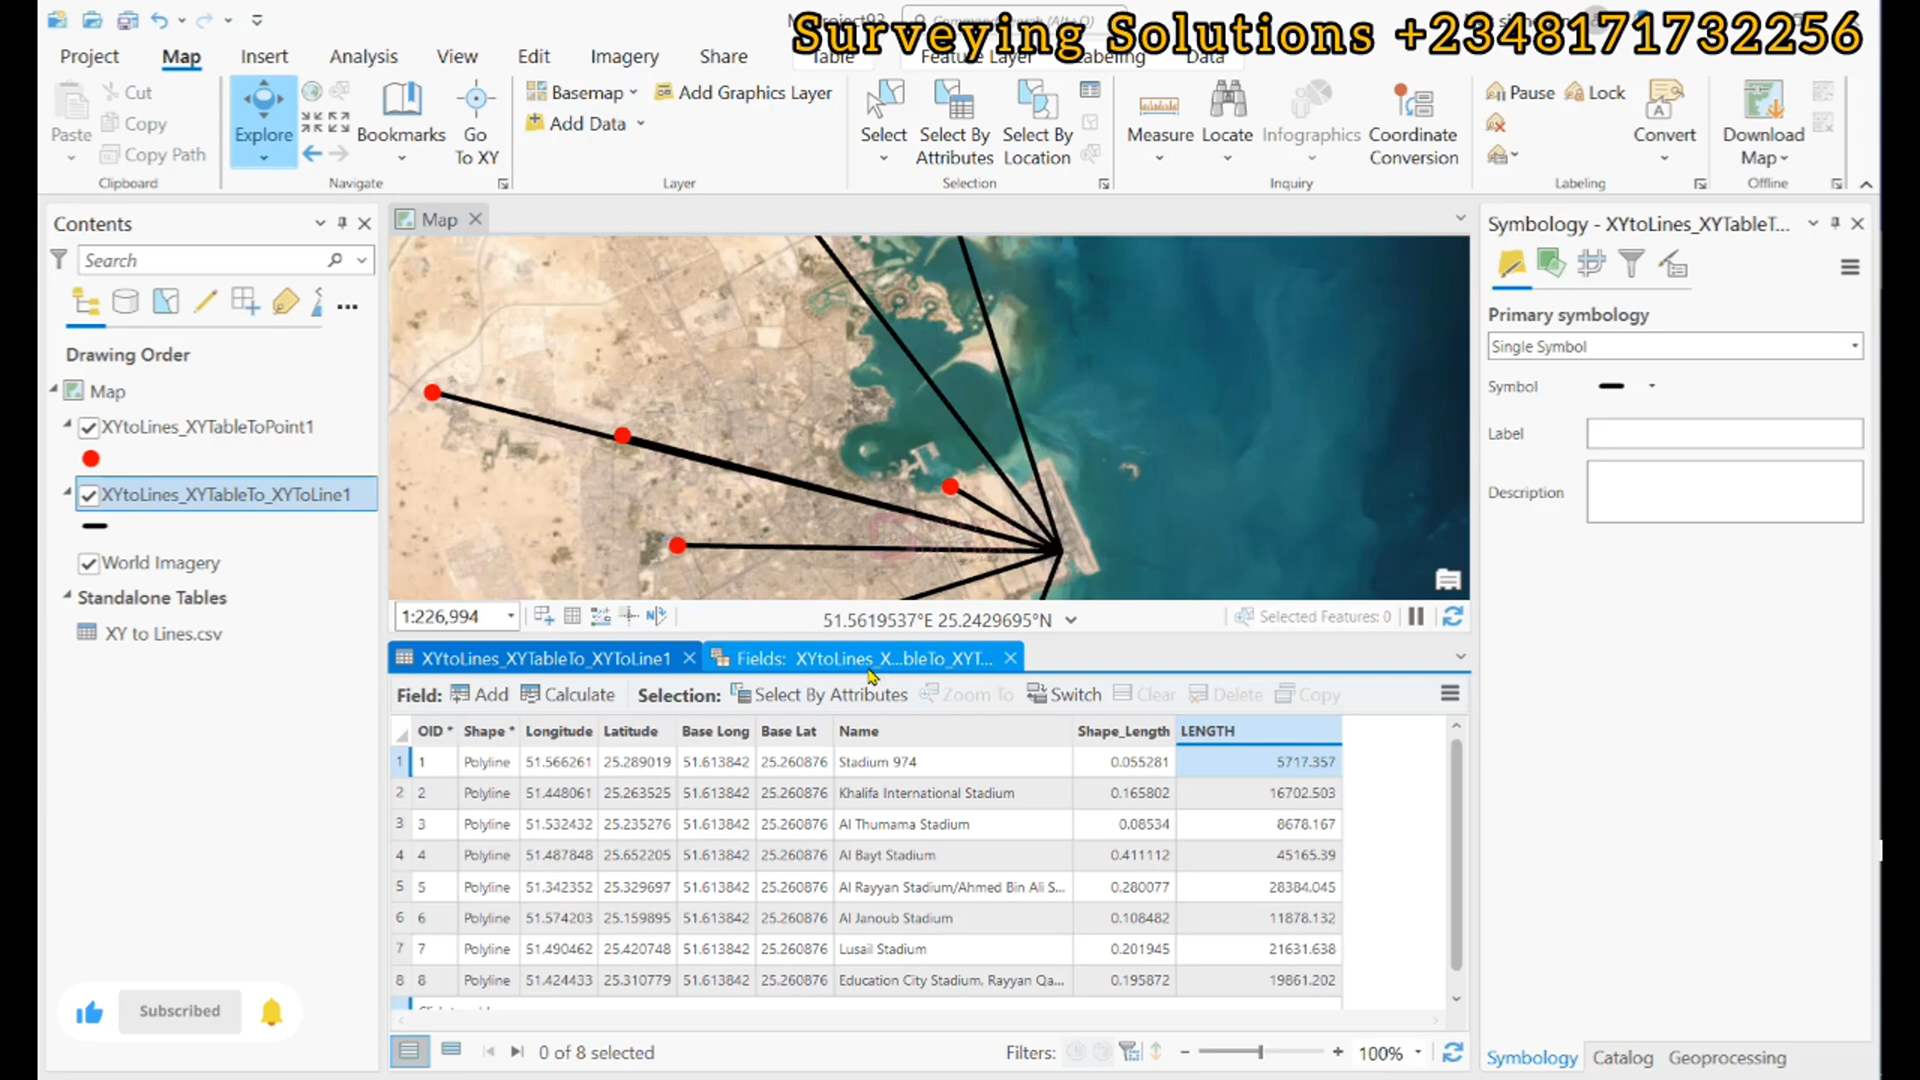 Surveying Solutions +2348171732256
Project
Map
Insert
Analysis
View
Edit
Imagery
Share
Table
Feature Layer
Labeling
Data
Paste
Cut
Copy
Copy Path
Clipboard
Explore
Bookmarks
Go
To XY
Navigate
Basemap
Add Graphics Layer
Add Data
Layer
Select
Select By
Attributes
Select By
Location
Selection
Measure
Locate
Infographics
Coordinate
Conversion
Inquiry
Pause
Lock
Convert
Labeling
Download
Map
Offline
Contents
Search
Drawing Order
Map
XYtoLines_XYTableToPoint1
XYtoLines_XYTableTo_XYToLine1
World Imagery
Standalone Tables
XY to Lines.csv
Map
1:226,994
51.5619537°E 25.2429695°N
Selected Features: 0
XYtoLines_XYTableTo_XYToLine1
Fields: XYtoLines_X...bleTo_XYT...
Field: Add Calculate Selection: Select By Attributes Zoom To Switch Clear Delete Copy
OID * Shape * Longitude Latitude Base Long Base Lat Name Shape_Length LENGTH
1 1 Polyline 51.566261 25.289019 51.613842 25.260876 Stadium 974 0.055281 5717.357
2 2 Polyline 51.448061 25.263525 51.613842 25.260876 Khalifa International Stadium 0.165802 16702.503
3 3 Polyline 51.532432 25.235276 51.613842 25.260876 Al Thumama Stadium 0.08534 8678.167
4 4 Polyline 51.487848 25.652205 51.613842 25.260876 Al Bayt Stadium 0.411112 45165.39
5 5 Polyline 51.342352 25.329697 51.613842 25.260876 Al Rayyan Stadium/Ahmed Bin Ali S... 0.280077 28384.045
6 6 Polyline 51.574203 25.159895 51.613842 25.260876 Al Janoub Stadium 0.108482 11878.132
7 7 Polyline 51.490462 25.420748 51.613842 25.260876 Lusail Stadium 0.201945 21631.638
8 8 Polyline 51.424433 25.310779 51.613842 25.260876 Education City Stadium, Rayyan Qa... 0.195872 19861.202
0 of 8 selected
Filters:
100%
Subscribed
Symbology - XYtoLines_XYTableT...
Primary symbology
Single Symbol
Symbol
Label
Description
Symbology
Catalog
Geoprocessing